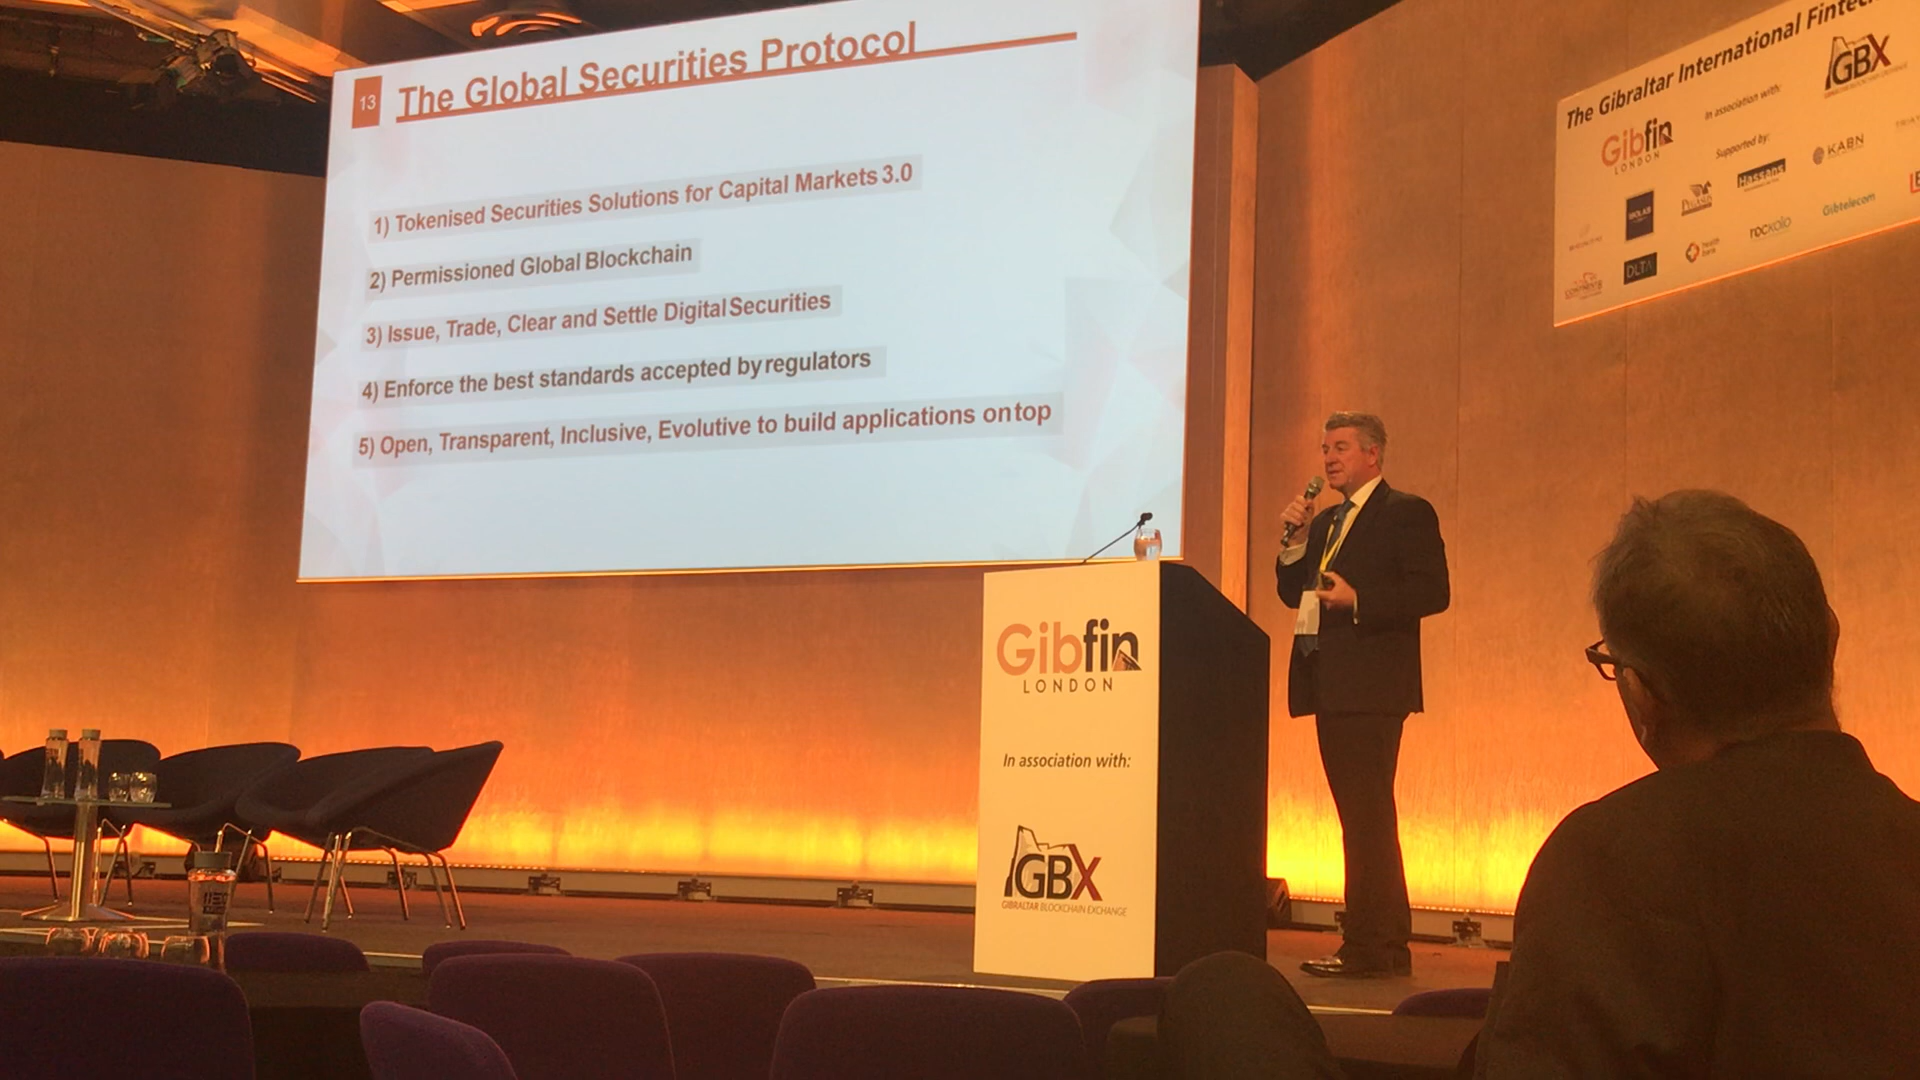 13
The Global Securities Protocol
1) Tokenised Securities Solutions for Capital Markets 3.0
2) Permissioned Global Blockchain
3) Issue, Trade, Clear and Settle Digital Securities
4) Enforce the best standards accepted by regulators
5) Open, Transparent, Inclusive, Evolutive to build applications on top
The Gibraltar International
Gibfin
LONDON
In association with:
GBX
Supported by:
Hassans
KABN
PEGASUS
Gibtelecom
rockolo
DLTA
Gibfin
LONDON
In association with:
GBX
GIBRALTAR BLOCKCHAIN EXCHANGE